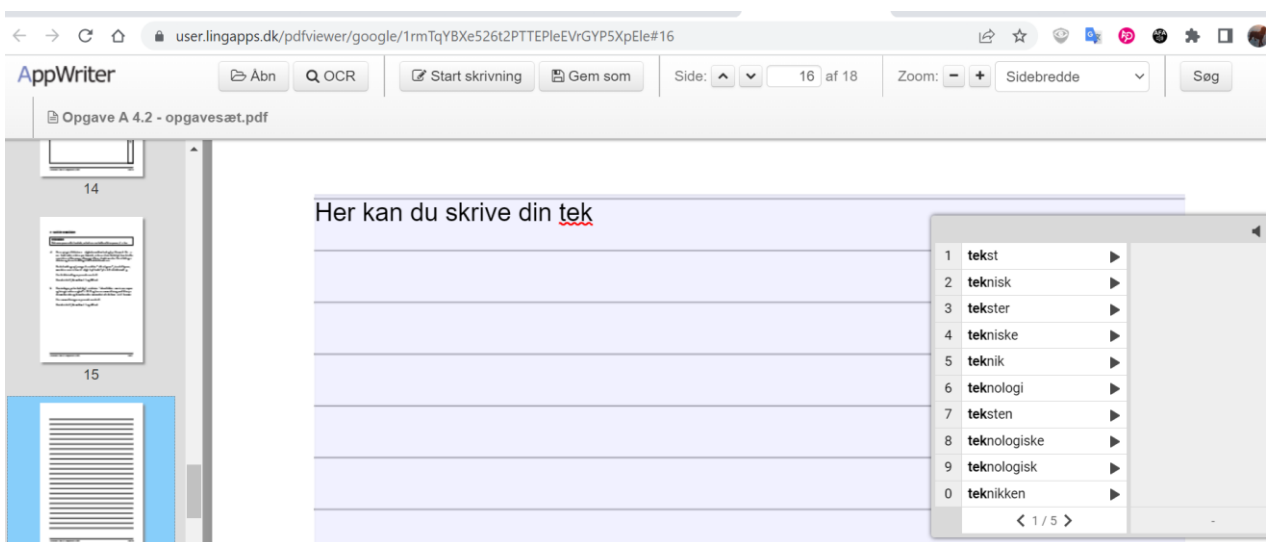 user.lingapps.dk/pdfviewer/google/1rmTqYBXe526t2PTTEPleEVrGYP5XpEle#16
AppWriter Åbn OCR Start skrivning Gem som Side: 16 af 18 Zoom: - + Sidebredde Søg
Opgave A 4.2 - opgavesæt.pdf
14
15
Her kan du skrive din tek
1 tekst
2 teknisk
3 tekster
4 tekniske
5 teknik
6 teknologi
7 teksten
8 teknologiske
9 teknologisk
0 teknikken
1 / 5 -